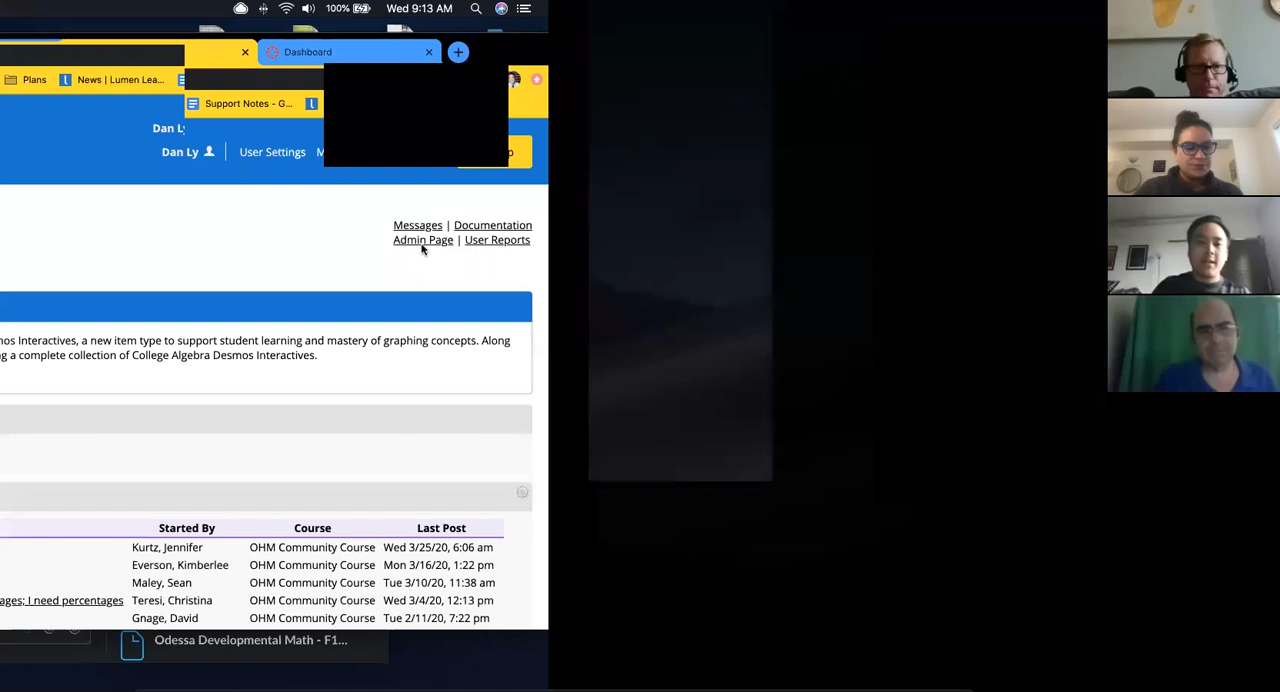 100% Wed 9:13 AM
Dashboard
Plans News | Lumen Lea...
Support Notes - G...
Dan Ly
Dan Ly User Settings M
p
Messages | Documentation
Admin Page | User Reports
mos Interactives, a new item type to support student learning and mastery of graphing concepts. Along
g a complete collection of College Algebra Desmos Interactives.
Started By Course Last Post
Kurtz, Jennifer OHM Community Course Wed 3/25/20, 6:06 am
Everson, Kimberlee OHM Community Course Mon 3/16/20, 1:22 pm
Maley, Sean OHM Community Course Tue 3/10/20, 11:38 am
ages; I need percentages Teresi, Christina OHM Community Course Wed 3/4/20, 12:13 pm
Gnage, David OHM Community Course Tue 2/11/20, 7:22 pm
Odessa Developmental Math - F1...